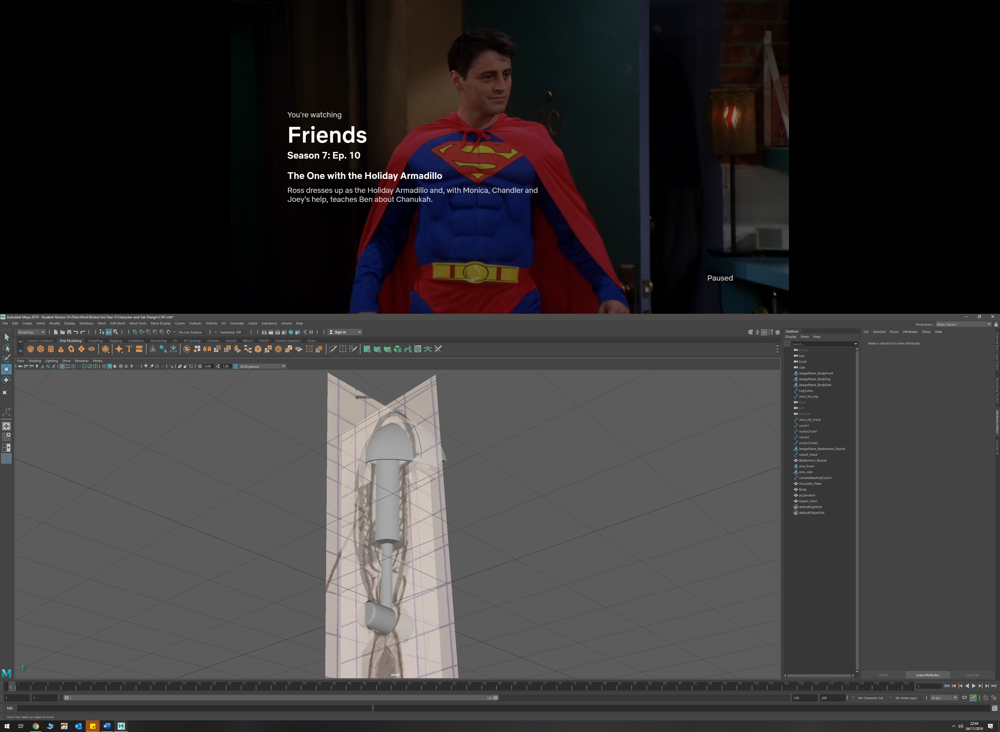 You're watching
Friends
Season 7: Ep. 10
The One with the Holiday Armadillo
Ross dresses up as the Holiday Armadillo and, with Monica, Chandler and
Joey's help, teaches Ben about Chanukah.
Paused
Autodesk Maya 2019 - Student Version: D:\Files\Work\Bristol Uni\Year 3\Character-and-Set-Design\CW1.mb*
File Edit Create Select Modify Display Windows Mesh Edit Mesh Mesh Tools Mesh Display Curves Surfaces Deform UV Generate Cache Substance Arnold Help
Workspace: Maya Classic*
Modeling No Live Surface Symmetry: Off Sign In
Curves / Surfaces Poly Modeling Sculpting Rigging Animation Rendering FX FX Caching Custom Arnold Bifrost MASH Motion Graphics XGen
View Shading Lighting Show Renderer Panels
0.00 1.00 sRGB gamma
persp
Outliner
Display Show Help
Search...
persp
top
front
side
ImagePlane_BodyFront
imagePlane_BodyTop
imagePlane_BodySide
LegCurve
Aero_fin_top
back
left
bottom
Aero_fin_front
curve1
nurbsCircle1
curve2
nurbsCircle2
ImagePlane_Badminton_Racket
racket_head
Badminton_Racket
Arm_front
Arm_side
curve4attachedCurve1
Shoulder_Plate
Body
pCylinder4
Upper_Arm1
defaultLightSet
defaultObjectSet
List Selected Focus Attributes Show Help
Make a selection to view attributes
Channel Box / Layer Editor
Modeling Toolkit
Attribute Editor
Human IK
Select Load Attributes Copy Tab
1 2 4 6 8 10 12 14 16 18 20 22 24 26 28 30 32 34 36 38 40 42 44 46 48 50 52 54 56 58 60 62 64 66 68 70 72 74 76 78 80 82 84 86 88 90 92 94 96 98 100 102 104 106 108 110 112 114 116 118 120 1
1 1 1 120 120 200 No Character Set No Anim Layer 24 fps
MEL
Move Tool: Select an object to move.
22:44
04/11/2019